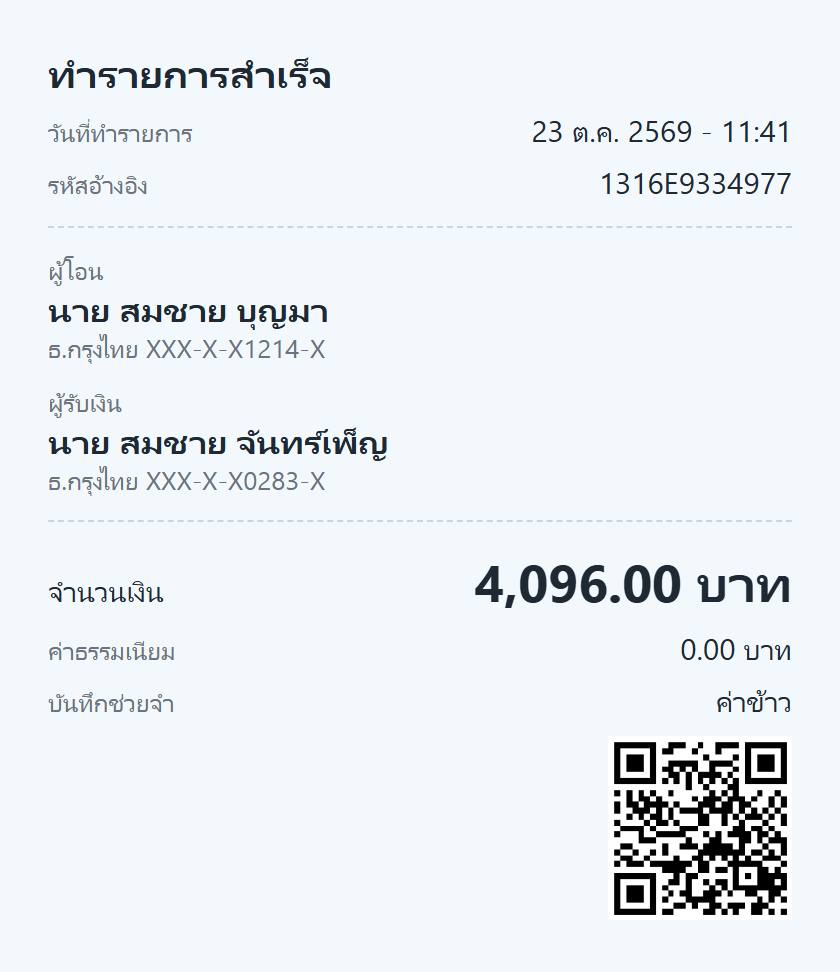 ทำรายการสำเร็จ
วันที่ทำรายการ 23 ต.ค. 2569 - 11:41
รหัสอ้างอิง 1316E9334977
ผู้โอน
นาย สมชาย บุญมา
ธ.กรุงไทย XXX-X-X1214-X
ผู้รับเงิน
นาย สมชาย จันทร์เพ็ญ
ธ.กรุงไทย XXX-X-X0283-X
จำนวนเงิน 4,096.00 บาท
ค่าธรรมเนียม 0.00 บาท
บันทึกช่วยจำ ค่าข้าว